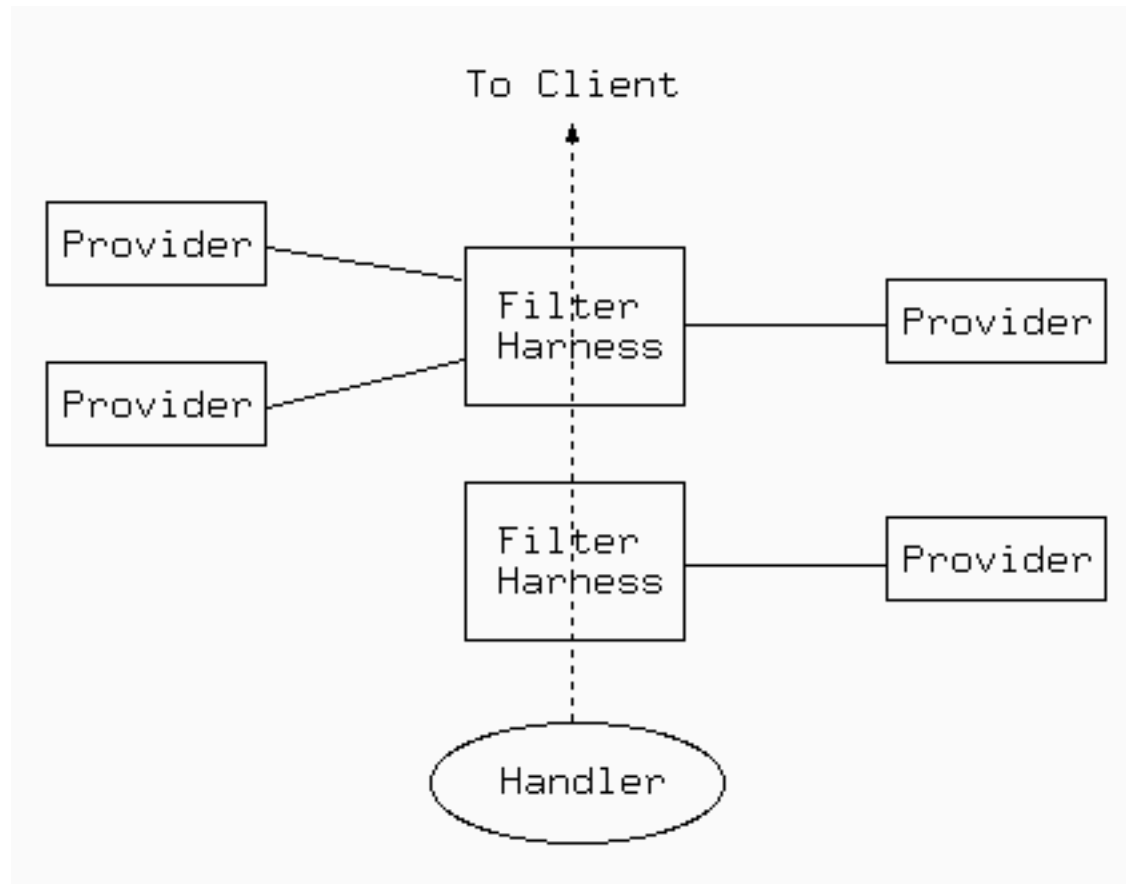 To Client
Provider
Filter
Harness
Provider
Provider
Filter
Harness
Provider
Handler